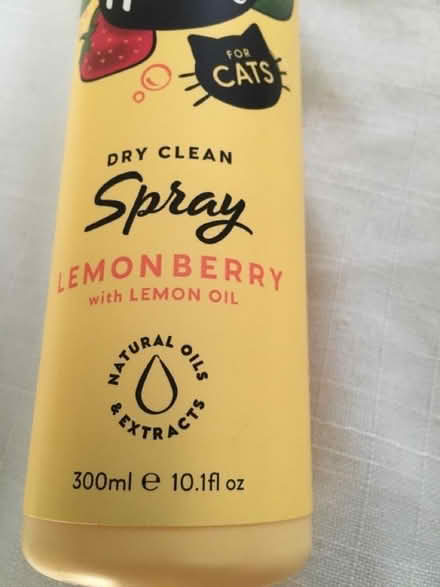 FOR
CATS
DRY CLEAN
Spray
LEMONBERRY
with LEMON OIL
NATURAL OILS
& EXTRACTS
300ml ℮ 10.1fl oz